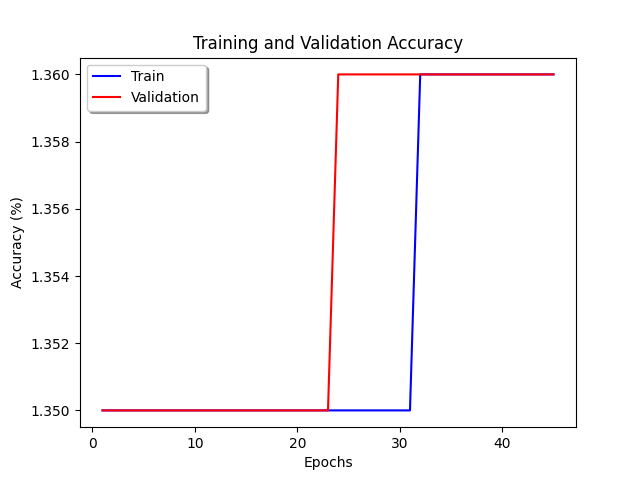 Training and Validation Accuracy
Train
Validation
1.360
1.358
1.356
1.354
1.352
1.350
Accuracy (%)
0 10 20 30 40
Epochs